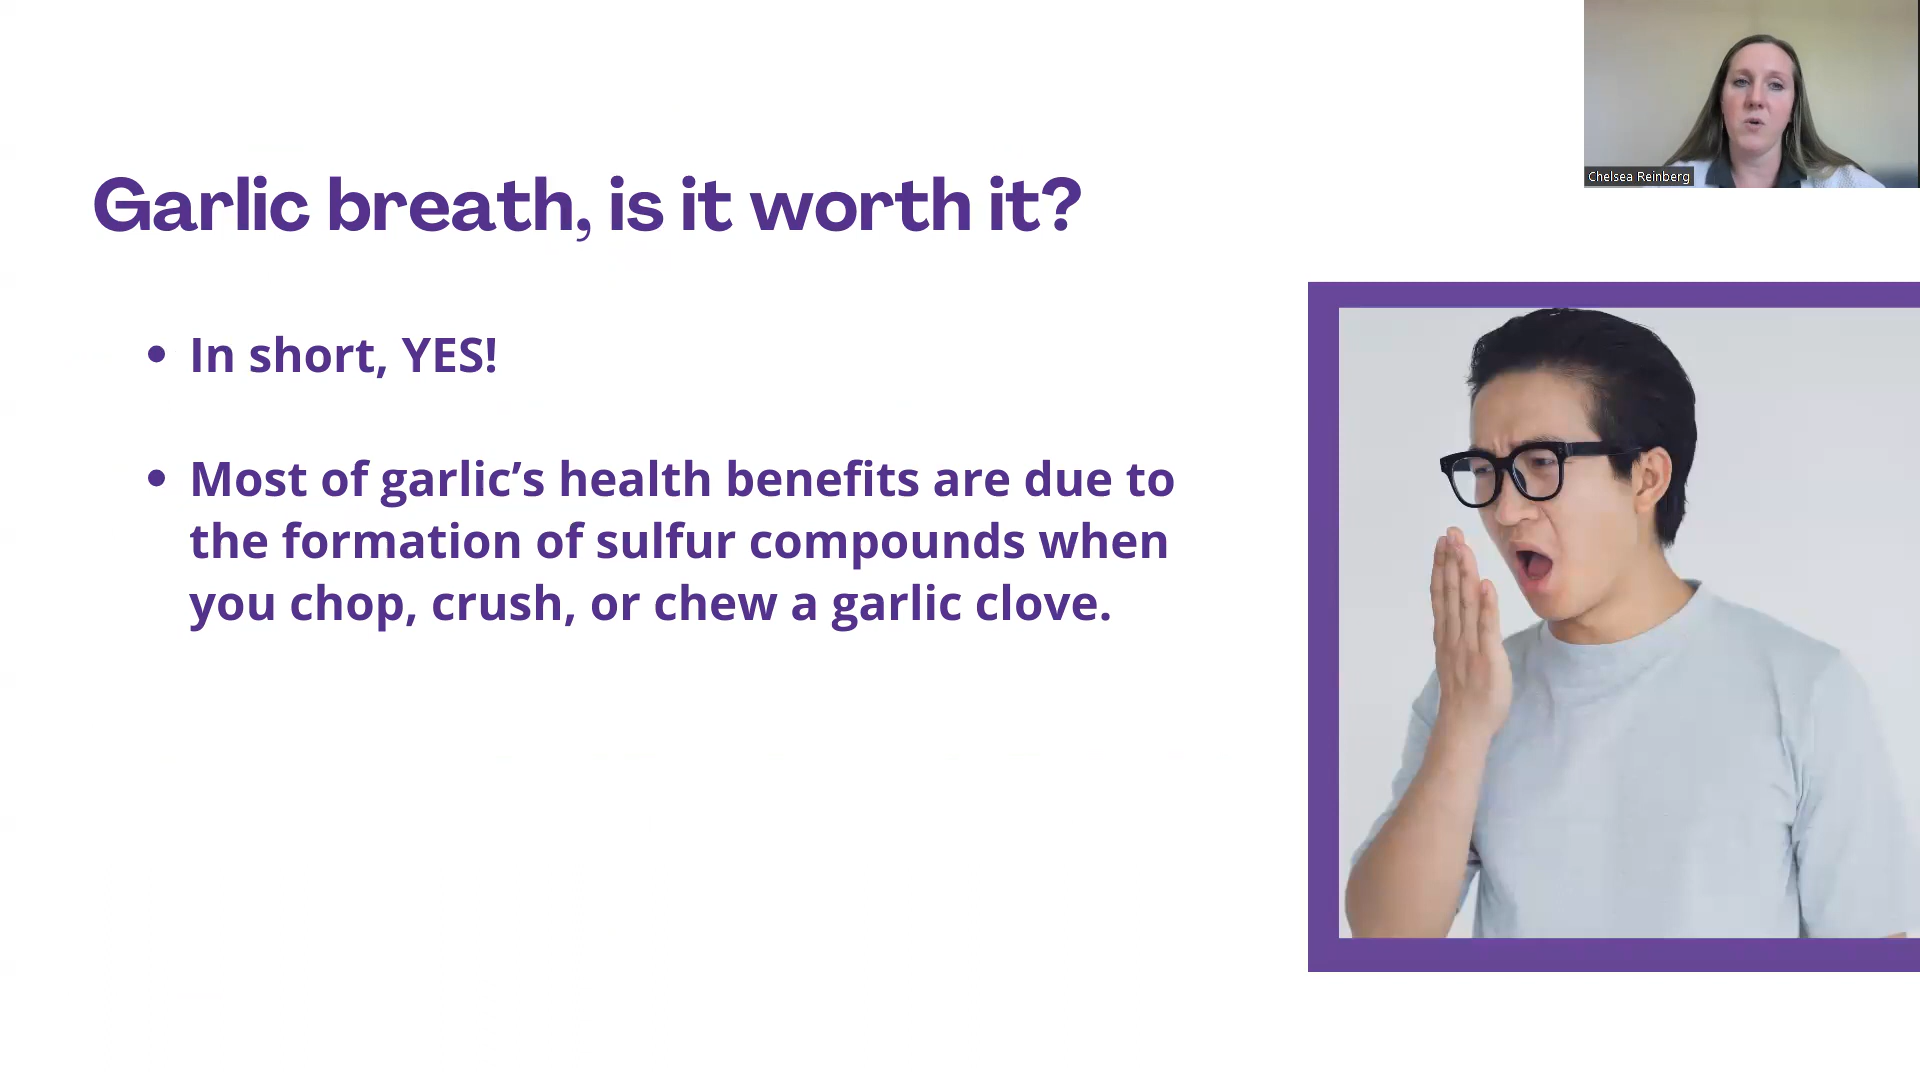 Chelsea Reinberg
Garlic breath, is it worth it?
• In short, YES!
• Most of garlic’s health benefits are due to
the formation of sulfur compounds when
you chop, crush, or chew a garlic clove.